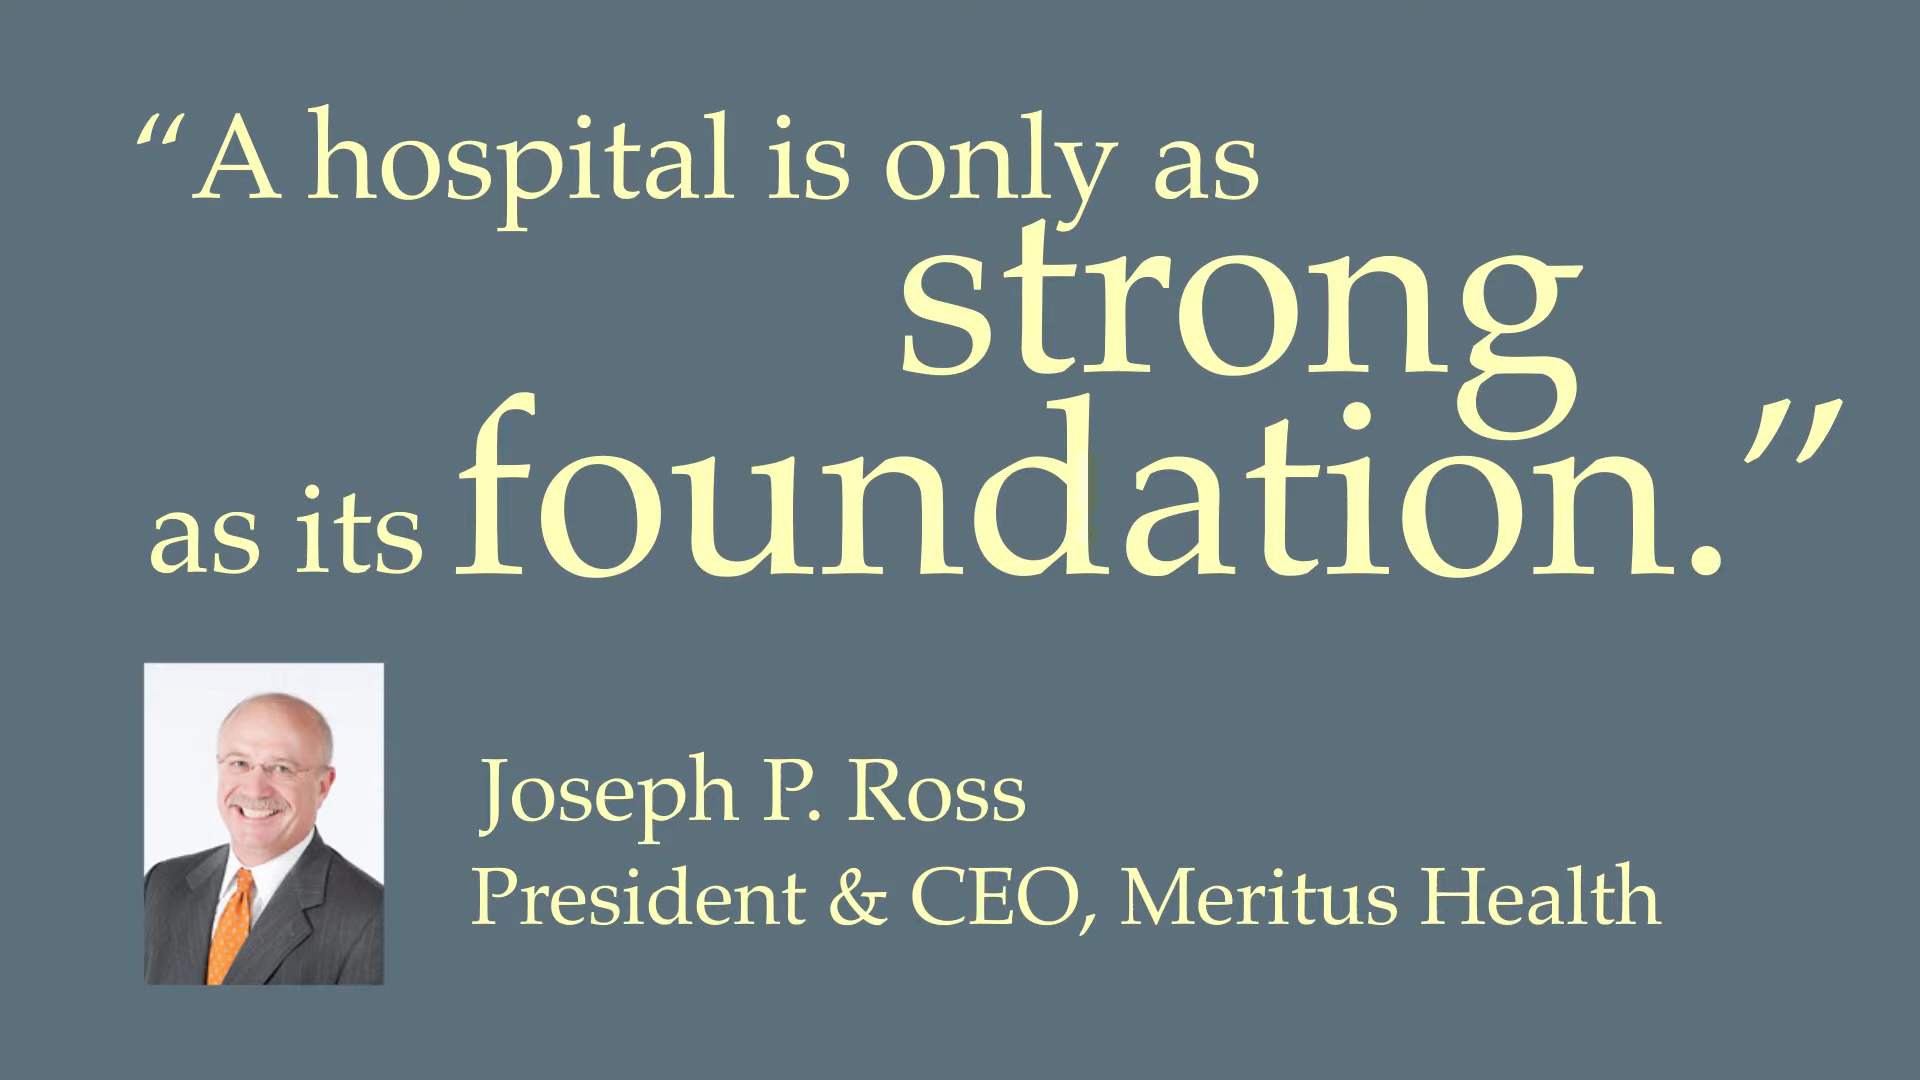 “A hospital is only as
strong
as its foundation.”
Joseph P. Ross
President & CEO, Meritus Health